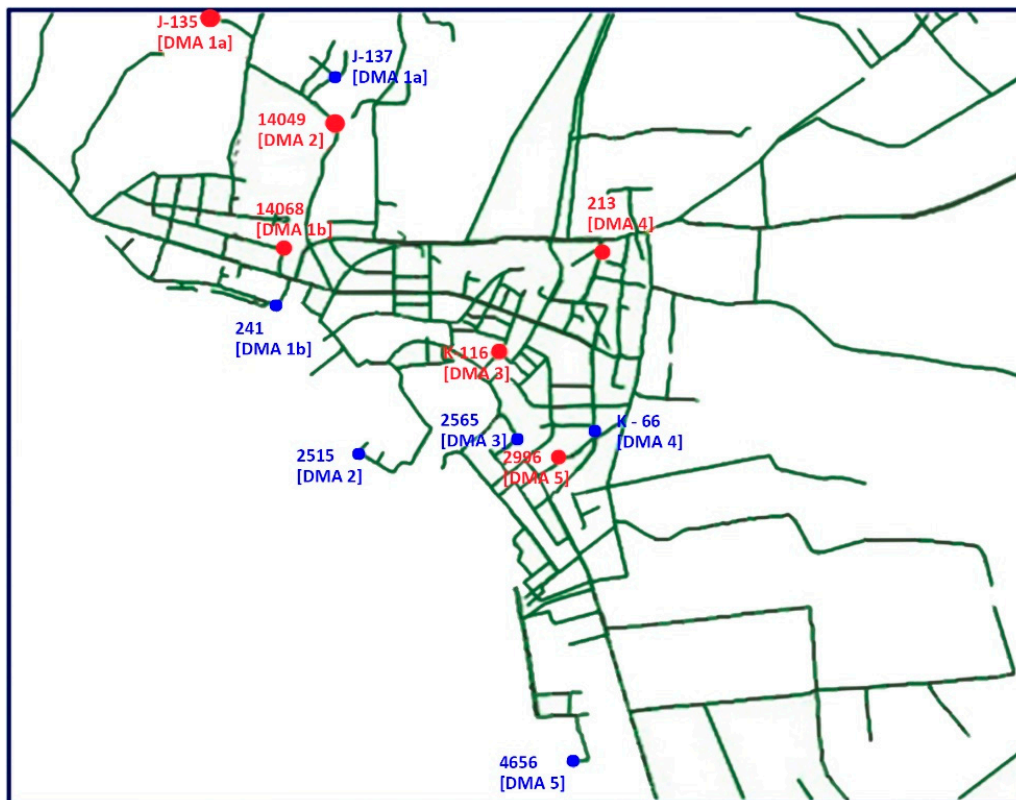 J-135
[DMA 1a]
J-137
[DMA 1a]
14049
[DMA 2]
14068
[DMA 1b]
213
[DMA 4]
241
[DMA 1b]
K-116
[DMA 3]
2565
[DMA 3]
K - 66
[DMA 4]
2515
[DMA 2]
2996
[DMA 5]
4656
[DMA 5]